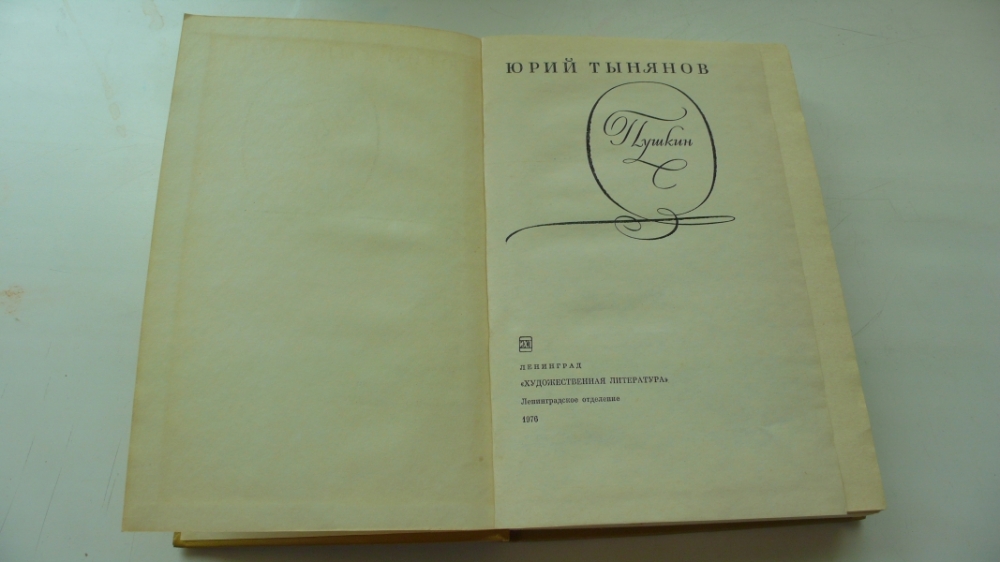 ЮРИЙ ТЫНЯНОВ
Пушкин
ЛЕНИНГРАД
«ХУДОЖЕСТВЕННАЯ ЛИТЕРАТУРА»
Ленинградское отделение
1976